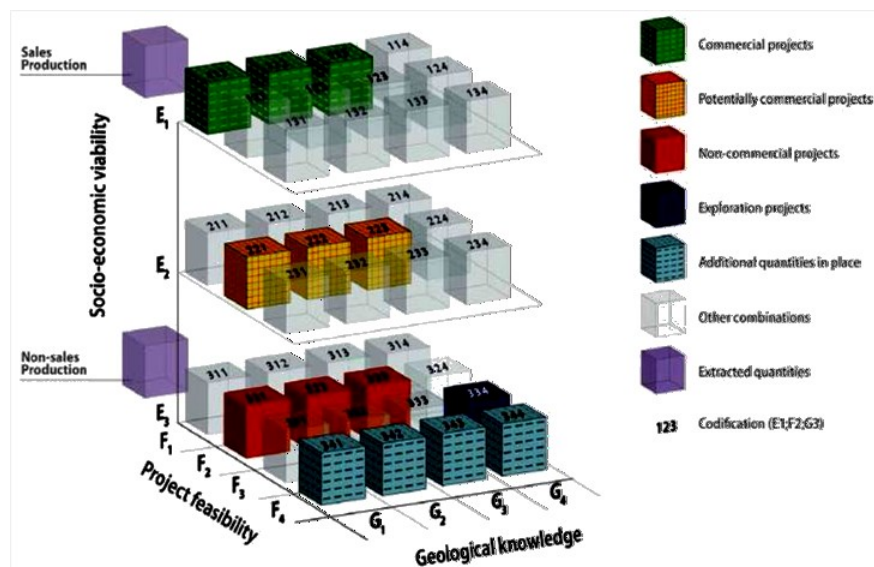 Sales
Production
Socio-economic viability
E1
E2
E3
114
124
134
123
133
132
131
211
212
213
214
221
222
223
224
231
232
233
234
Non-sales
Production
311
312
313
314
324
333
334
341
342
343
344
F1
F2
F3
F4
Project feasibility
G1
G2
G3
G4
Geological knowledge
Commercial projects
Potentially commercial projects
Non-commercial projects
Exploration projects
Additional quantities in place
Other combinations
Extracted quantities
123
Codification (E1;F2;G3)